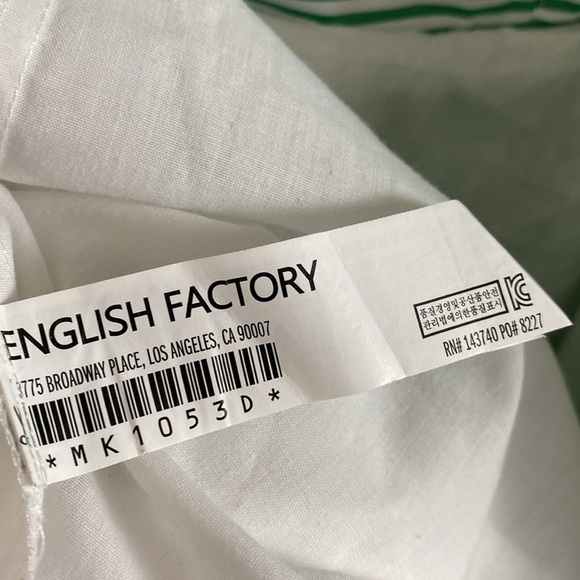 ENGLISH FACTORY
3775 BROADWAY PLACE, LOS ANGELES, CA 90007
*MK1053D*
품질경영및공산품안전
관리법에의한품질표시
RN# 143740 PO# 8227